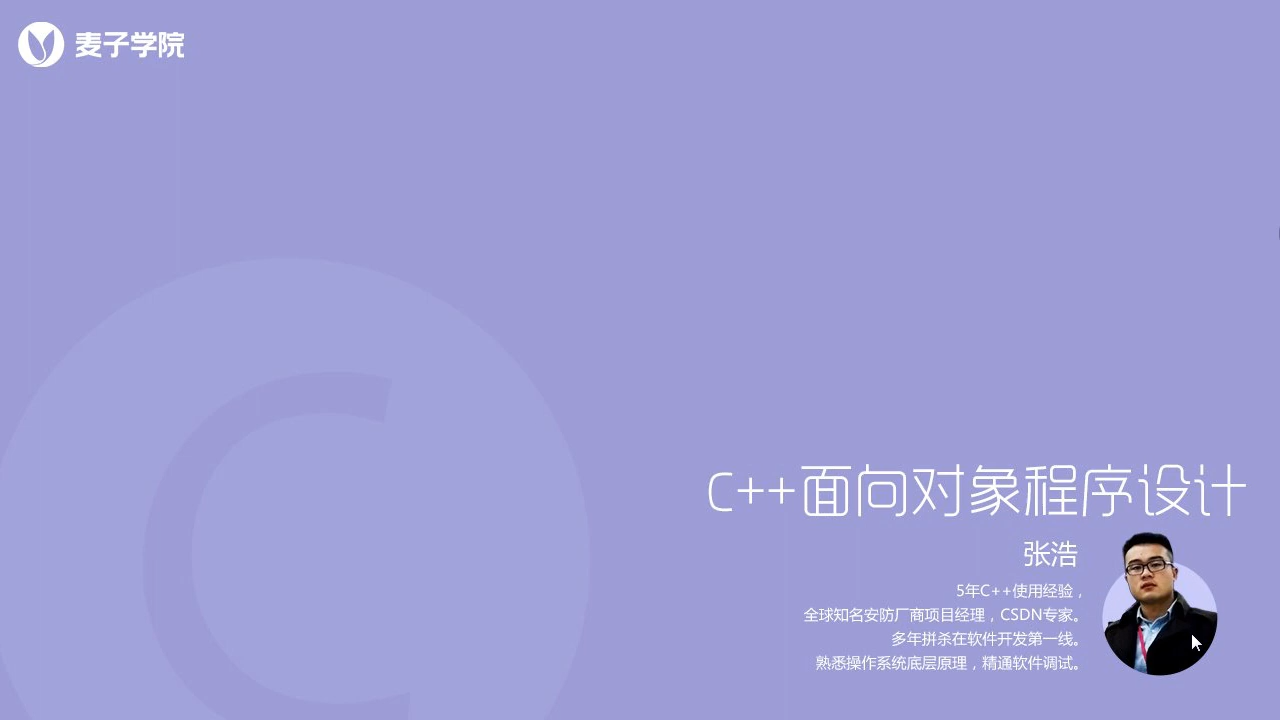 麦子学院
C++面向对象程序设计
张浩
5年C++使用经验，
全球知名安防厂商项目经理，CSDN专家。
多年拼杀在软件开发第一线。
熟悉操作系统底层原理，精通软件调试。